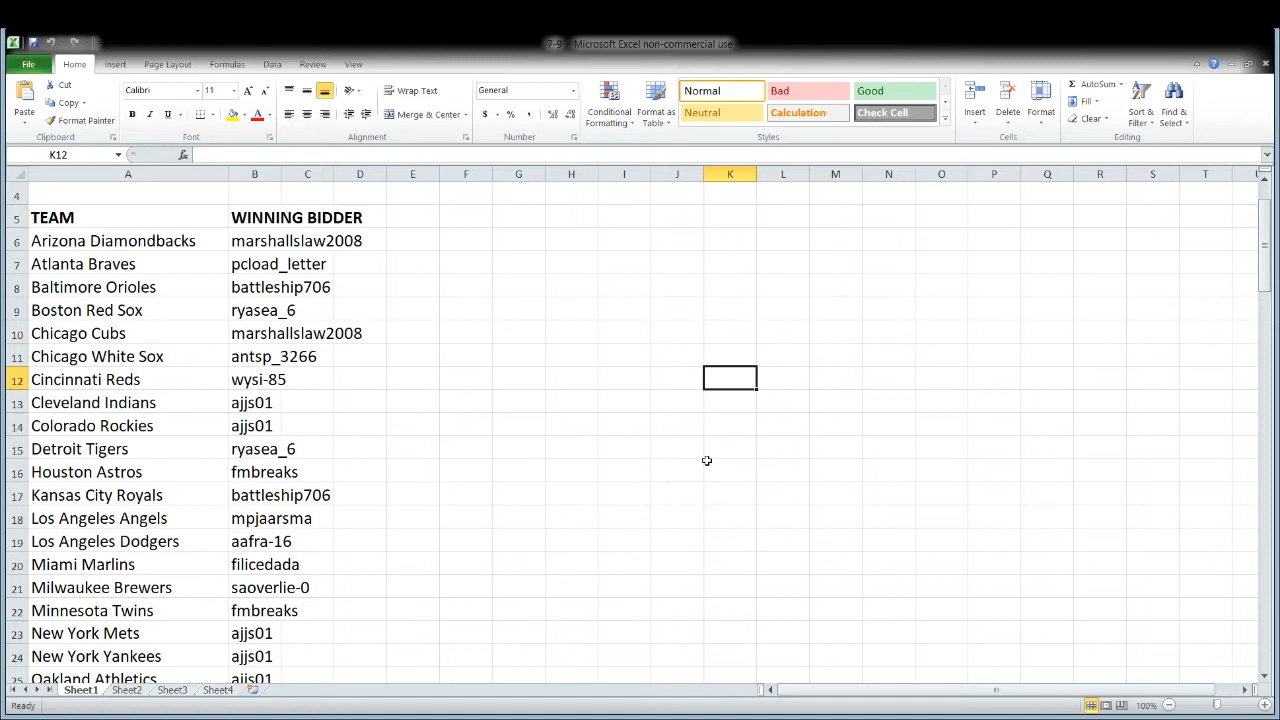 7-9 - Microsoft Excel non-commercial use
File Home Insert Page Layout Formulas Data Review View
Paste
Cut
Copy
Format Painter
Clipboard
Calibri 11
B I U
Font
Wrap Text
Merge & Center
Alignment
General
$ % ,
Number
Conditional Formatting
Format as Table
Normal Bad Good
Neutral Calculation Check Cell
Styles
Insert Delete Format
Cells
AutoSum
Fill
Clear
Sort & Filter
Find & Select
Editing
K12 fx
A B C D E F G H I J K L M N O P Q R S T U
4
5 TEAM WINNING BIDDER
6 Arizona Diamondbacks marshallslaw2008
7 Atlanta Braves pcload_letter
8 Baltimore Orioles battleship706
9 Boston Red Sox ryasea_6
10 Chicago Cubs marshallslaw2008
11 Chicago White Sox antsp_3266
12 Cincinnati Reds wysi-85
13 Cleveland Indians ajjs01
14 Colorado Rockies ajjs01
15 Detroit Tigers ryasea_6
16 Houston Astros fmbreaks
17 Kansas City Royals battleship706
18 Los Angeles Angels mpjaarsma
19 Los Angeles Dodgers aafra-16
20 Miami Marlins filicedada
21 Milwaukee Brewers saoverlie-0
22 Minnesota Twins fmbreaks
23 New York Mets ajjs01
24 New York Yankees ajjs01
25 Oakland Athletics ajjs01
Sheet1 Sheet2 Sheet3 Sheet4
Ready 100%